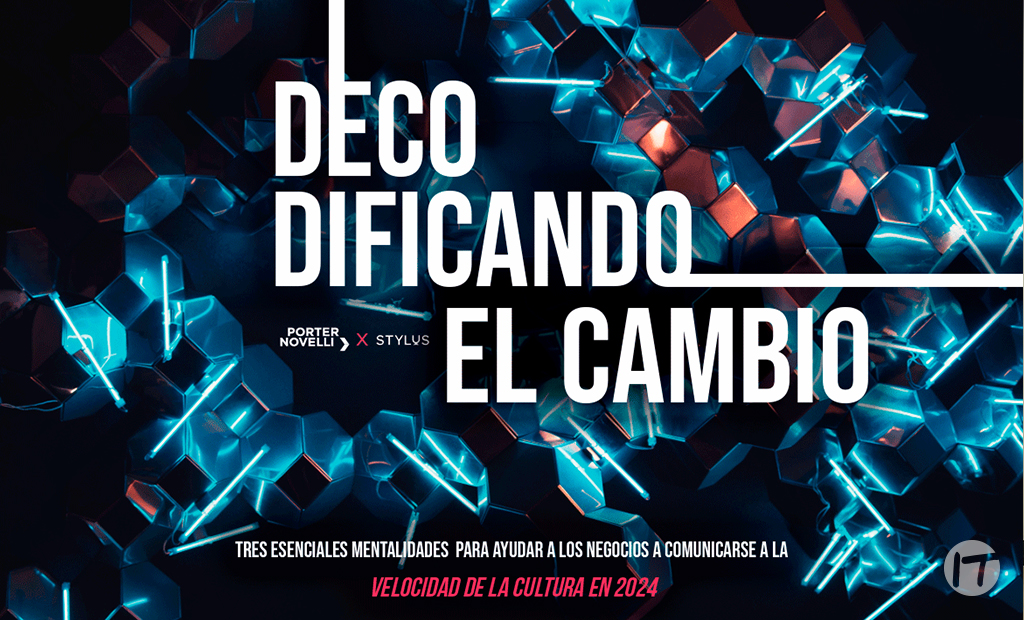 DECO
DIFICANDO
EL CAMBIO
PORTER
NOVELLI X STYLUS
TRES ESENCIALES MENTALIDADES PARA AYUDAR A LOS NEGOCIOS A COMUNICARSE A LA
VELOCIDAD DE LA CULTURA EN 2024
IT